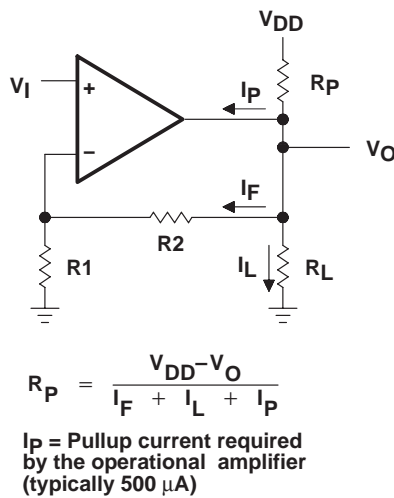 VDD
VI
+
IP
RP
−
VO
IF
R2
R1
IL
RL
RP = VDD−VO
IF + IL + IP
IP = Pullup current required
by the operational amplifier
(typically 500 μA)